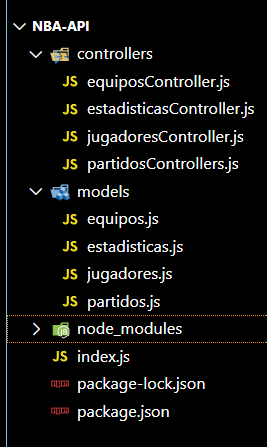 NBA-API
controllers
JS equiposController.js
JS estadisticasController.js
JS jugadoresController.js
JS partidosControllers.js
models
JS equipos.js
JS estadisticas.js
JS jugadores.js
JS partidos.js
node_modules
JS index.js
package-lock.json
package.json